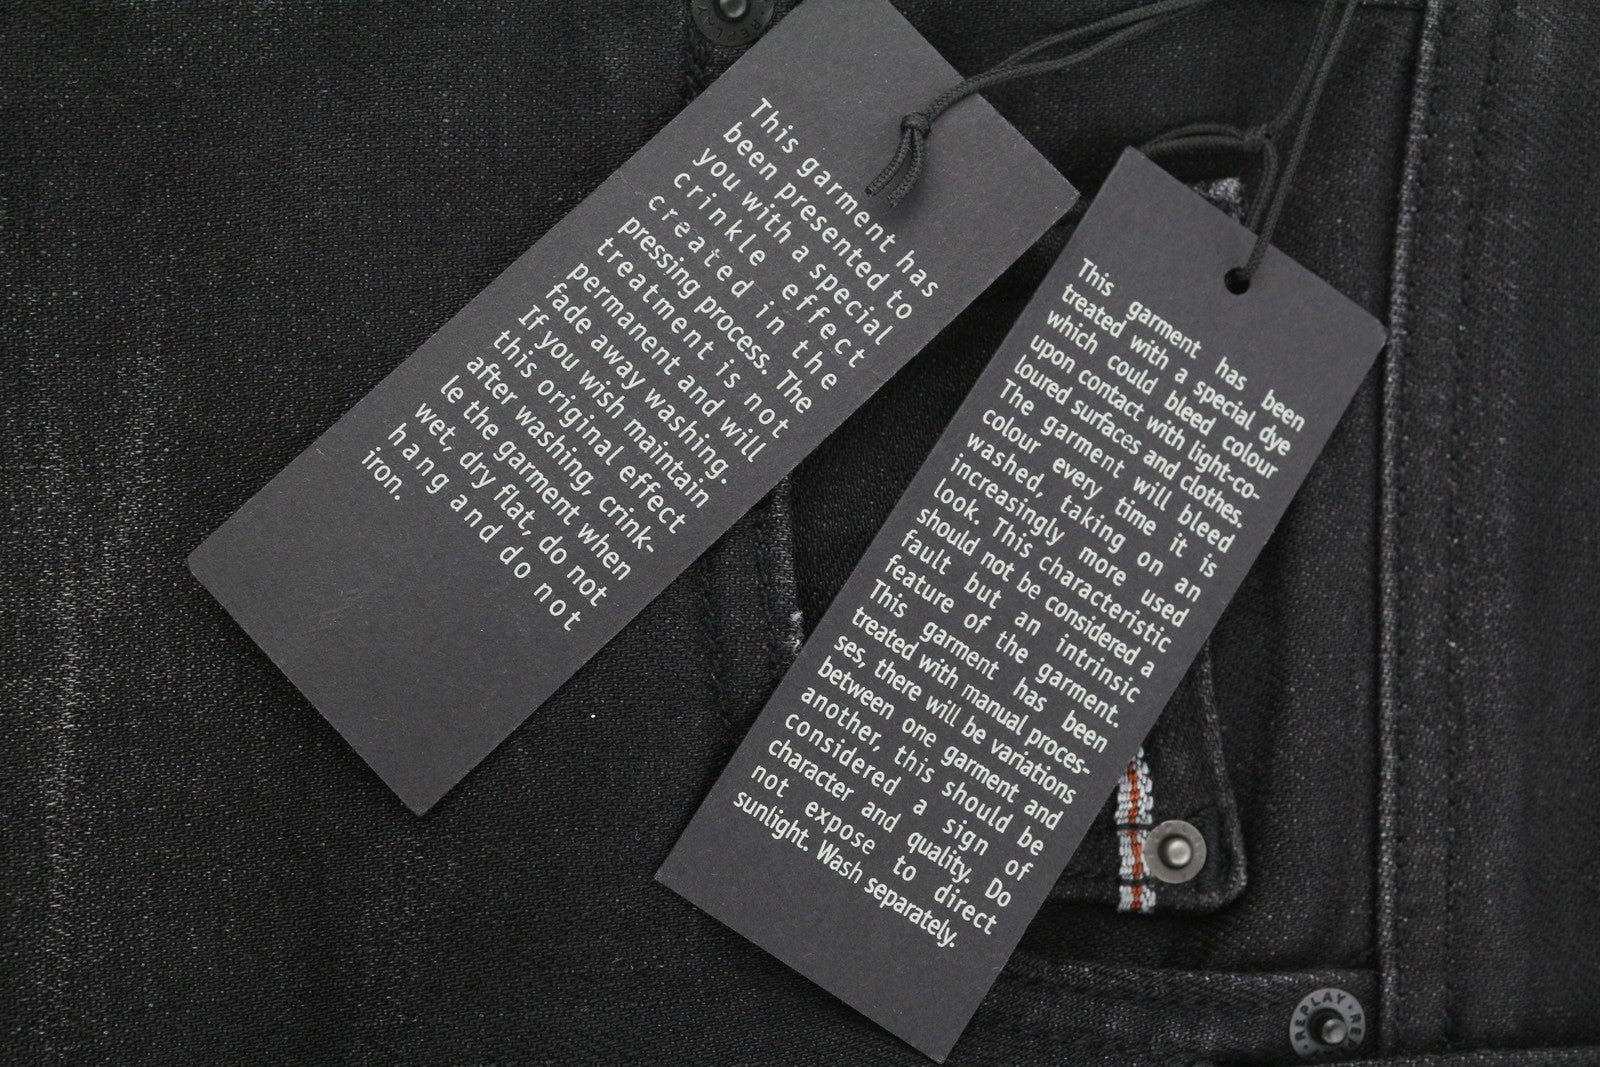 This garment has
been presented to
you with a special
crinkle effect
created in the
pressing process. The
treatment is not
permanent and will
fade away washing.
If you wish maintain
this original effect
after washing, crink-
le the garment when
wet, dry flat, do not
hang and do not
iron.
This garment has been
treated with a special dye
which could bleed colour
upon contact with light-co-
loured surfaces and clothes.
The garment will bleed
colour every time it is
washed, taking on an
increasingly more used
look. This characteristic
should not be considered a
fault but an intrinsic
feature of the garment.
This garment has been
treated with manual proces-
ses, there will be variations
between one garment and
another, this should be
considered a sign of
character and quality. Do
not expose to direct
sunlight. Wash separately.
REPLAY